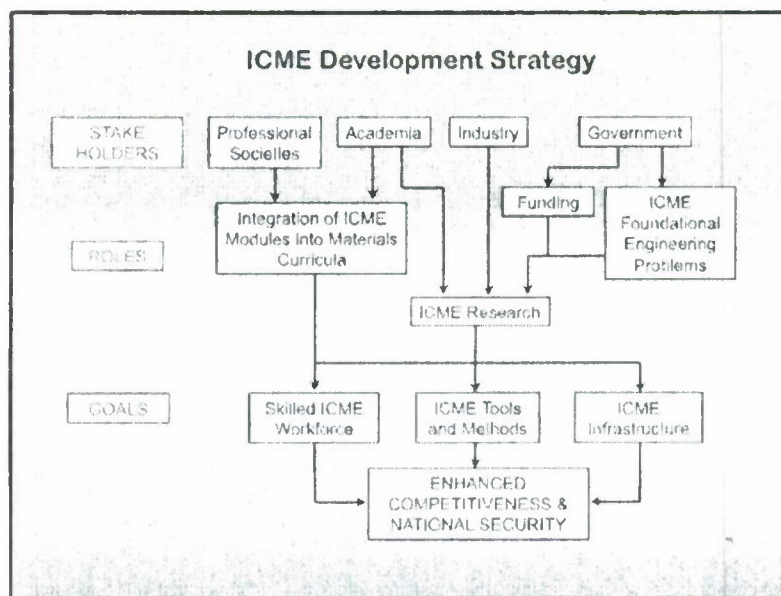 ICME Development Strategy
STAKE
HOLDERS
Professional
Societies
Academia
Industry
Government
ROLES
Integration of ICME
Modules Into Materials
Curricula
Funding
ICME
Foundational
Engineering
Problems
ICME Research
GOALS
Skilled ICME
Workforce
ICME Tools
and Methods
ICME
Infrastructure
ENHANCED
COMPETITIVENESS &
NATIONAL SECURITY